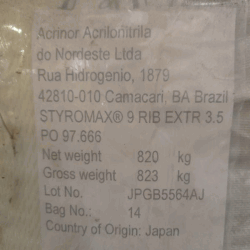 Acrinor Acrilonitrila
do Nordeste Ltda
Rua Hidrogenio, 1879
42810-010 Camacari, BA Brazil
STYROMAX® 9 RIB EXTR 3.5
PO 97.666
Net weight 820 kg
Gross weight 823 kg
Lot No. JPGB5564AJ
Bag No.: 14
Country of Origin: Japan